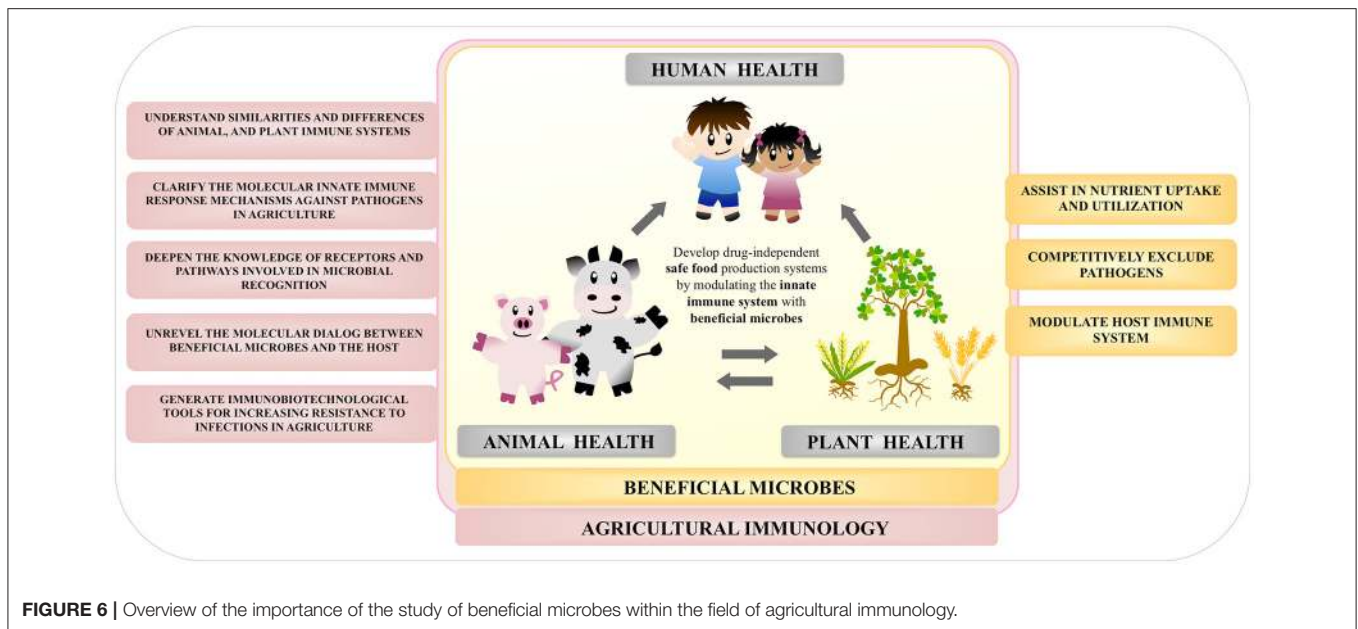 HUMAN HEALTH
UNDERSTAND SIMILARITIES AND DIFFERENCES
OF ANIMAL, AND PLANT IMMUNE SYSTEMS
CLARIFY THE MOLECULAR INNATE IMMUNE
RESPONSE MECHANISMS AGAINST PATHOGENS
IN AGRICULTURE
DEEPEN THE KNOWLEDGE OF RECEPTORS AND
PATHWAYS INVOLVED IN MICROBIAL
RECOGNITION
UNREVEL THE MOLECULAR DIALOG BETWEEN
BENEFICIAL MICROBES AND THE HOST
GENERATE IMMUNOBIOTECHNOLOGICAL
TOOLS FOR INCREASING RESISTANCE TO
INFECTIONS IN AGRICULTURE
Develop drug-independent
safe food production systems
by modulating the innate
immune system with
beneficial microbes
ASSIST IN NUTRIENT UPTAKE
AND UTILIZATION
COMPETITIVELY EXCLUDE
PATHOGENS
MODULATE HOST IMMUNE
SYSTEM
ANIMAL HEALTH
PLANT HEALTH
BENEFICIAL MICROBES
AGRICULTURAL IMMUNOLOGY
FIGURE 6 | Overview of the importance of the study of beneficial microbes within the field of agricultural immunology.